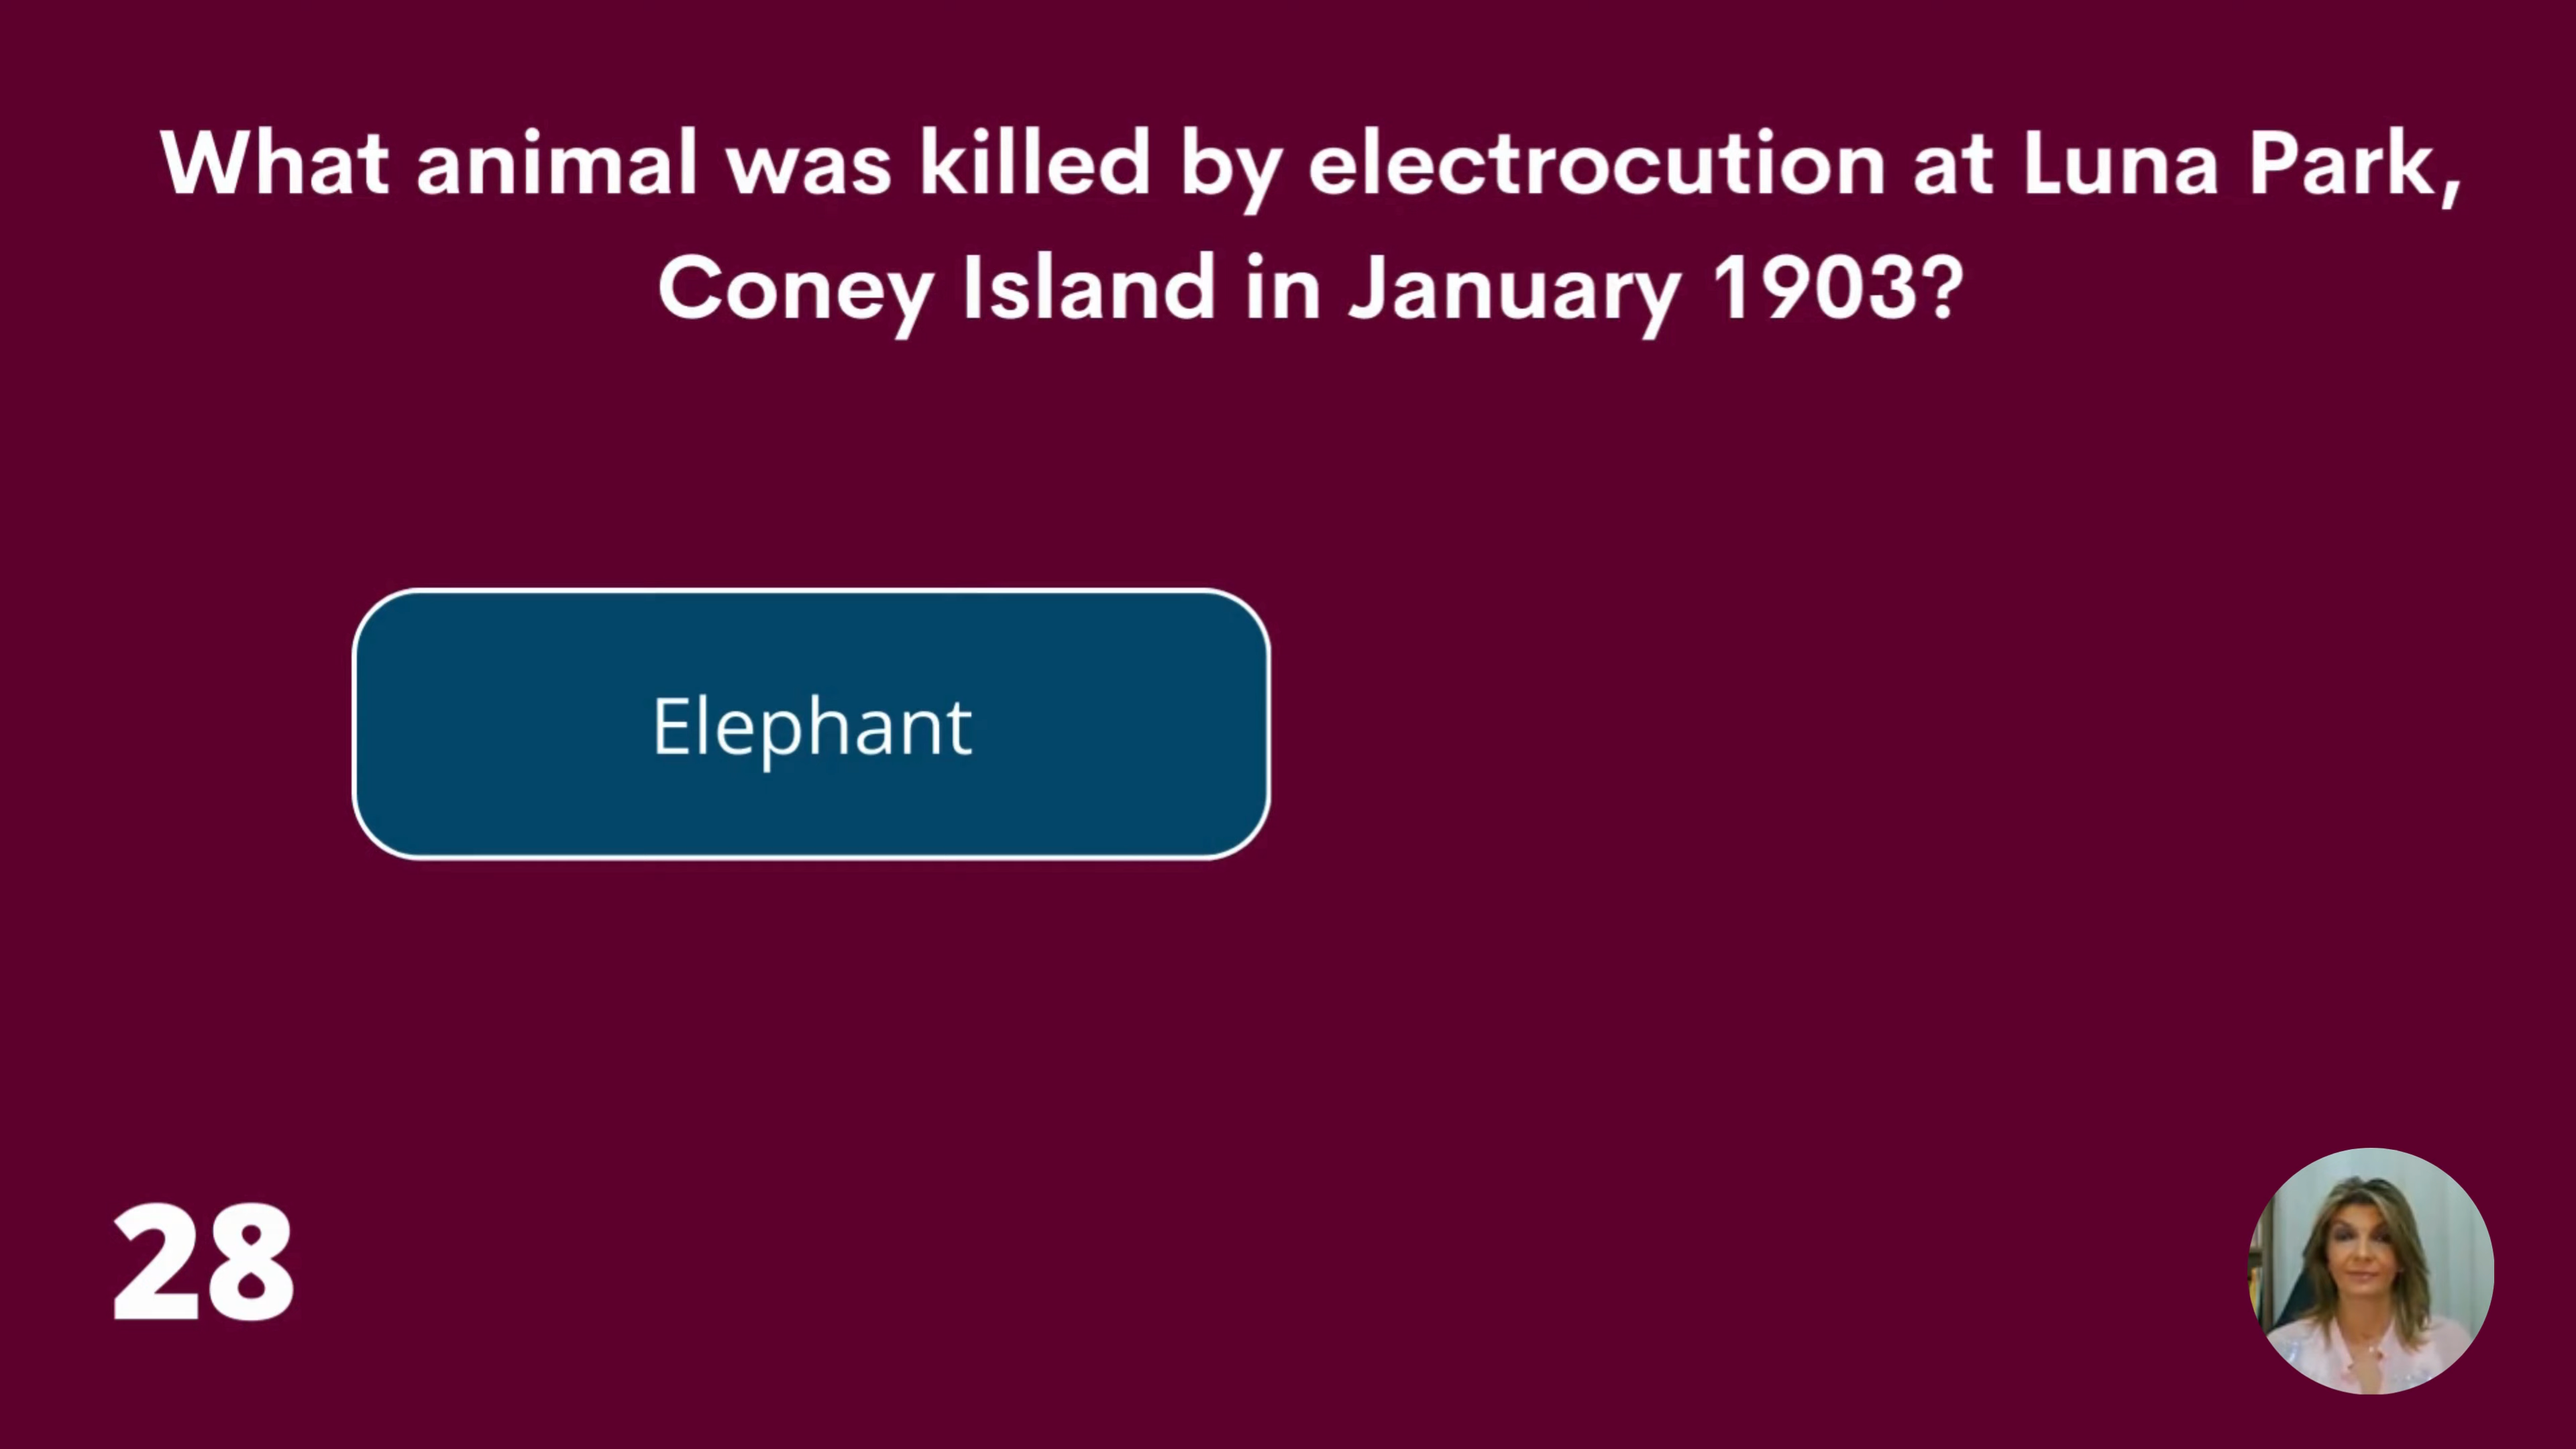 What animal was killed by electrocution at Luna Park,
Coney Island in January 1903?
Elephant
28